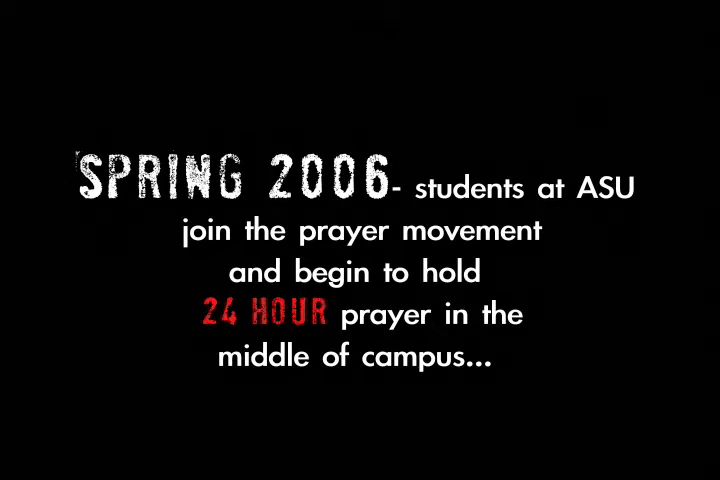 SPRING 2006- students at ASU
join the prayer movement
and begin to hold
24 HOUR prayer in the
middle of campus...